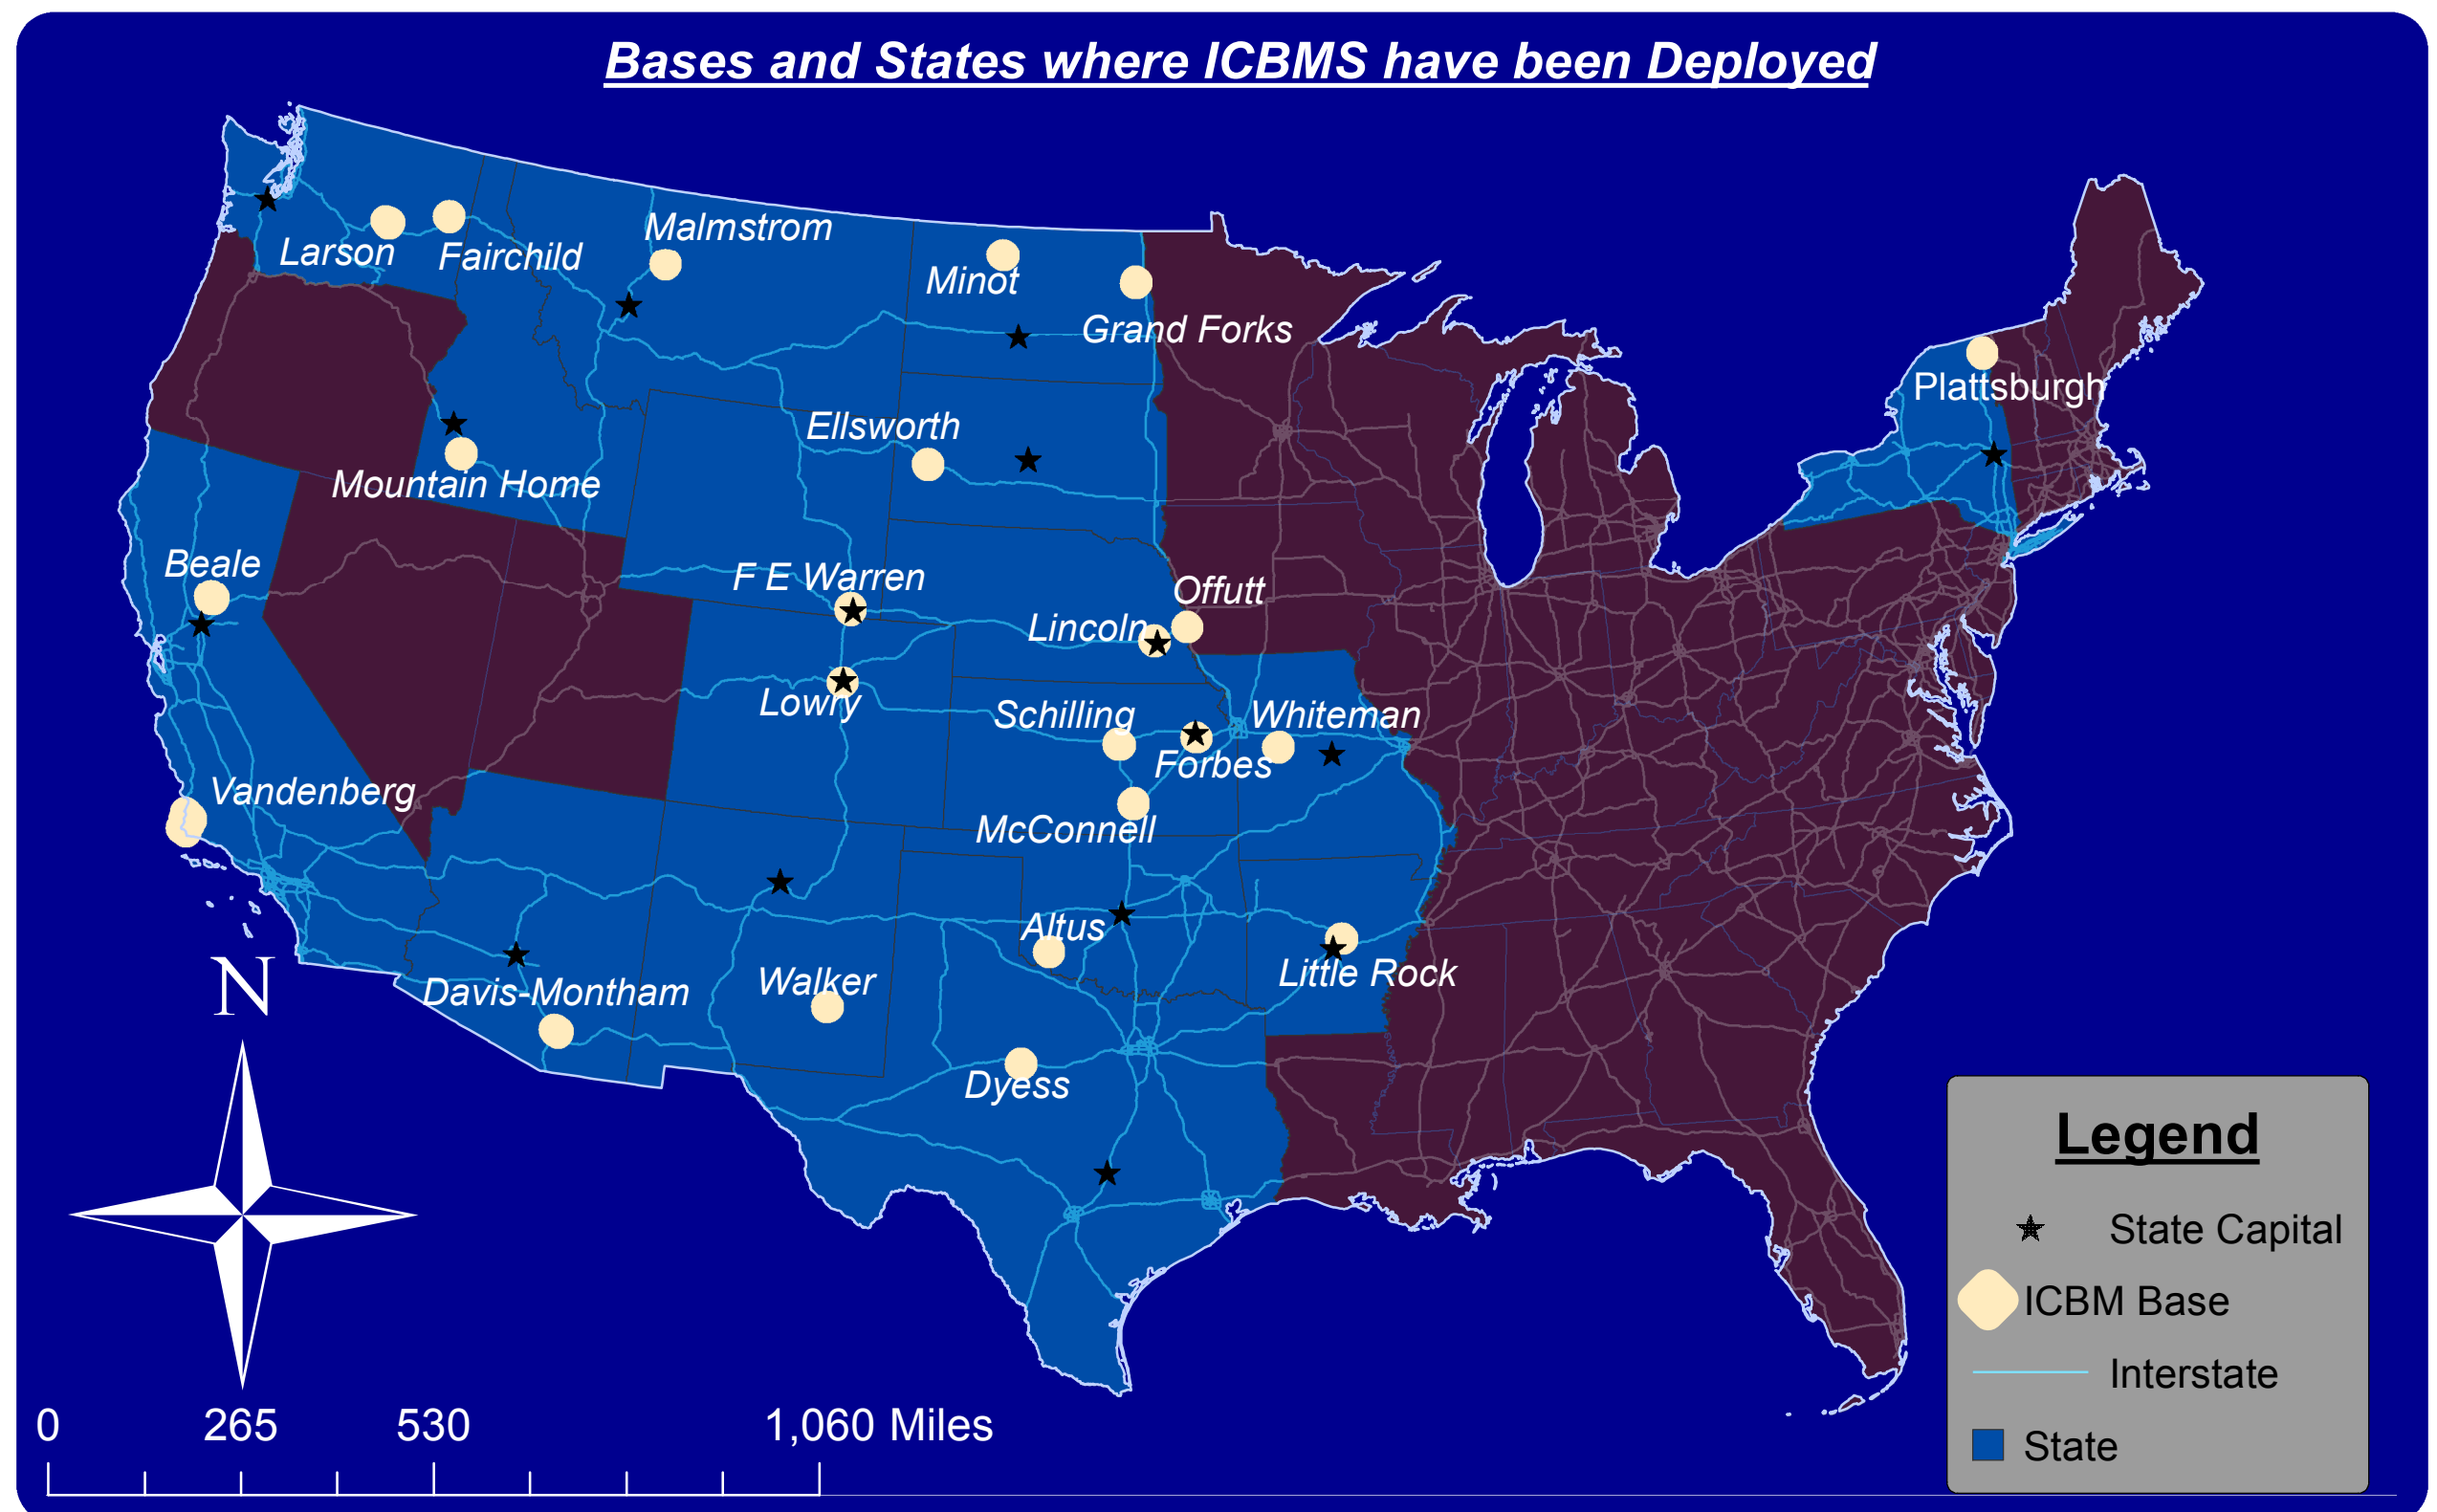 Bases and States where ICBMS have been Deployed
Larson
Fairchild
Malmstrom
Minot
Grand Forks
Plattsburgh
Ellsworth
Mountain Home
Beale
F E Warren
Offutt
Lincoln
Lowry
Schilling
Whiteman
Forbes
Vandenberg
McConnell
Altus
Little Rock
Walker
Davis-Montham
Dyess
N
Legend
State Capital
ICBM Base
Interstate
State
0 265 530 1,060 Miles